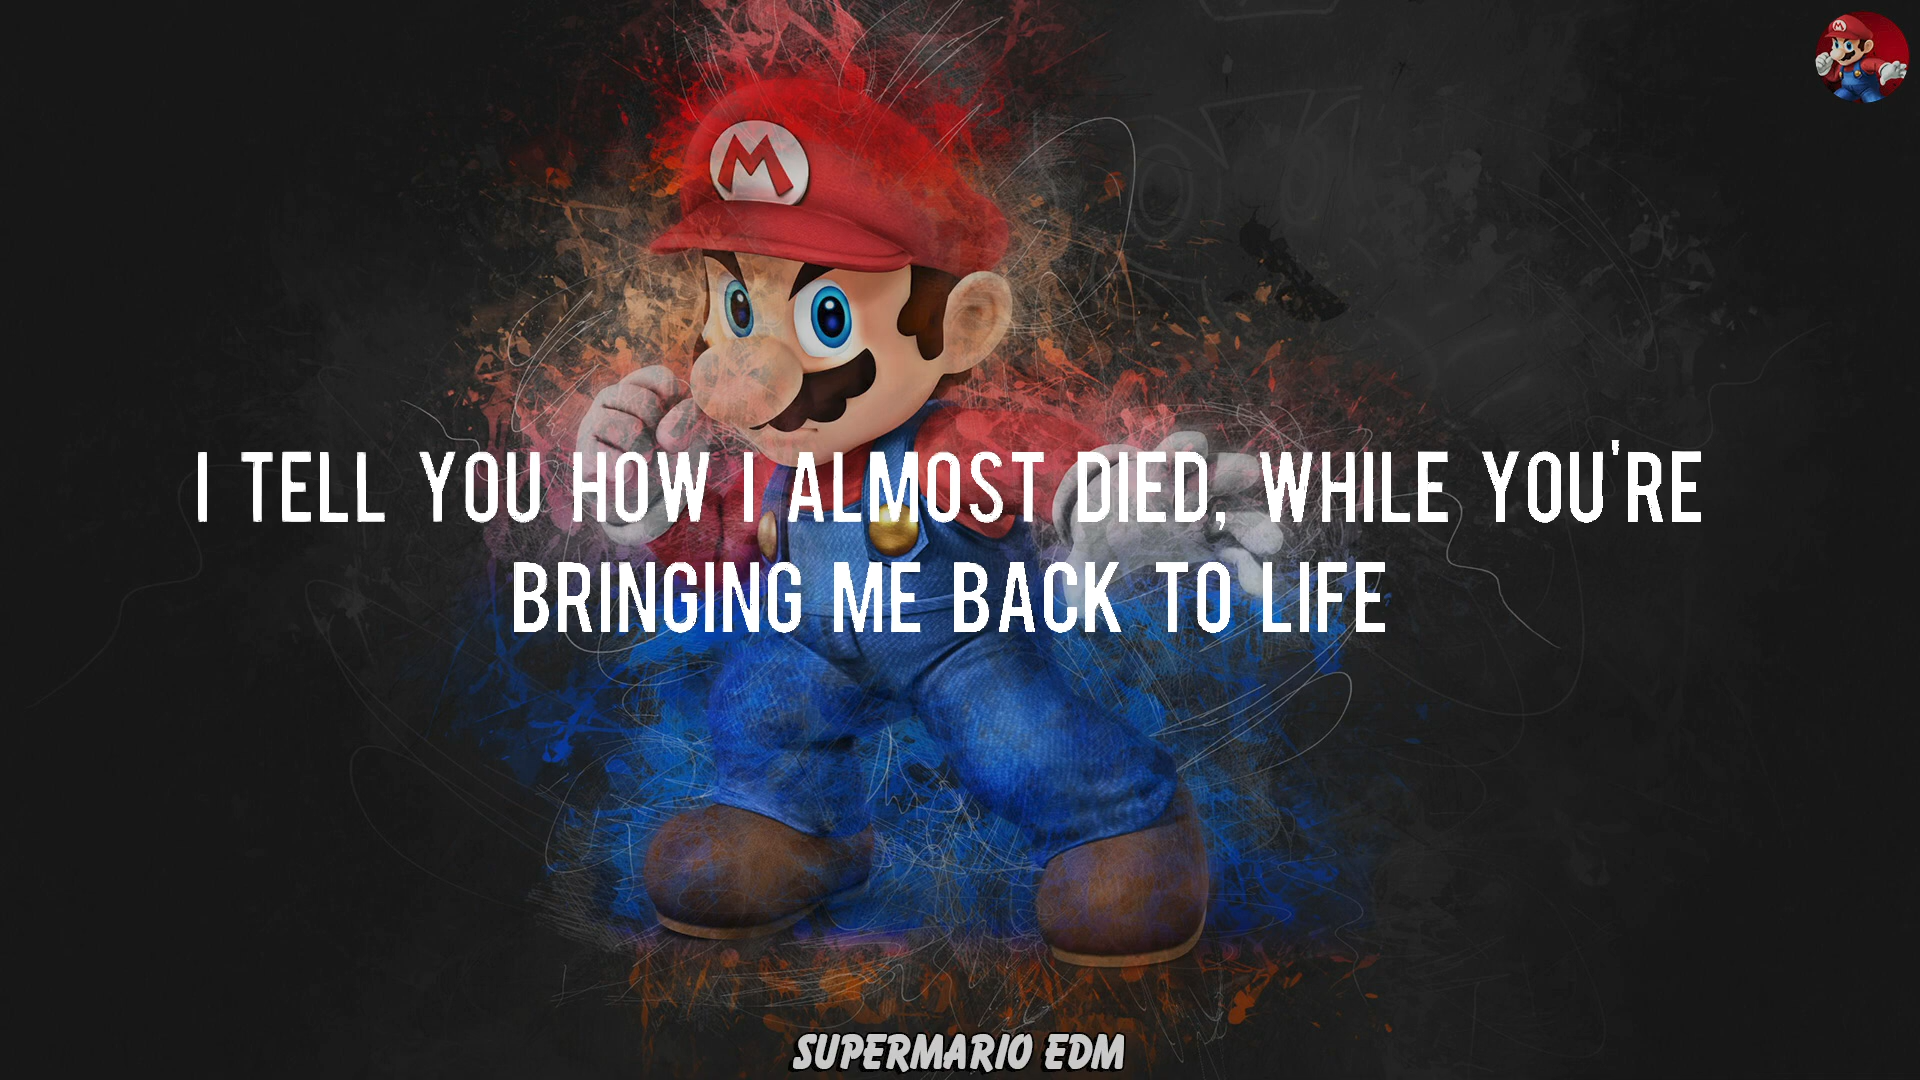 M
M
I TELL YOU HOW I ALMOST DIED, WHILE YOU'RE
BRINGING ME BACK TO LIFE
SUPERMARIO EDM